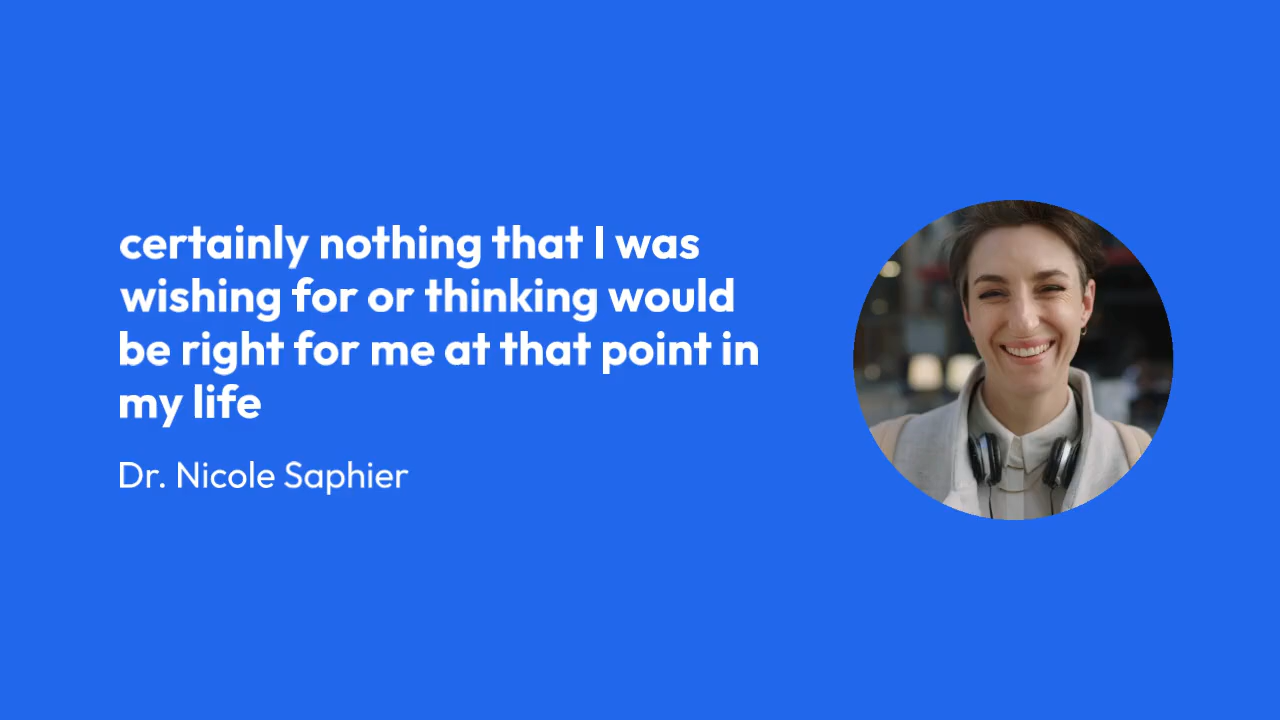 certainly nothing that I was
wishing for or thinking would
be right for me at that point in
my life
Dr. Nicole Saphier